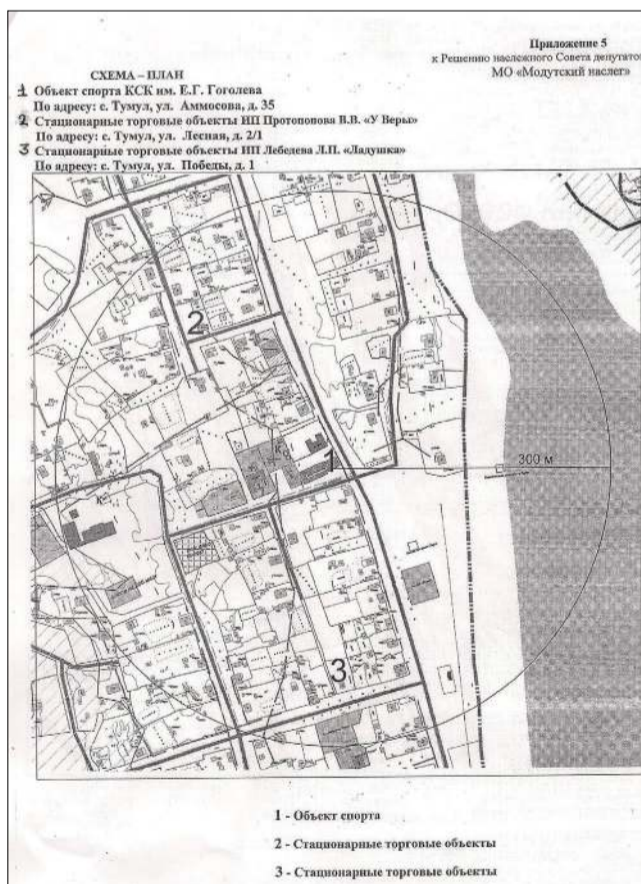 Приложение 5
к Решению наслежного Совета депутатов
МО «Модутский наслег»
СХЕМА – ПЛАН
1 Объект спорта КСК им. Е.Г. Гоголева
По адресу: с. Тумул, ул. Аммосова, д. 35
2 Стационарные торговые объекты ИП Протопопова В.В. «У Веры»
По адресу: с. Тумул, ул. Лесная, д. 2/1
3 Стационарные торговые объекты ИП Лебедева Л.П. «Ладушка»
По адресу: с. Тумул, ул. Победы, д. 1
2
1
300 м
3
1 - Объект спорта
2 - Стационарные торговые объекты
3 - Стационарные торговые объекты